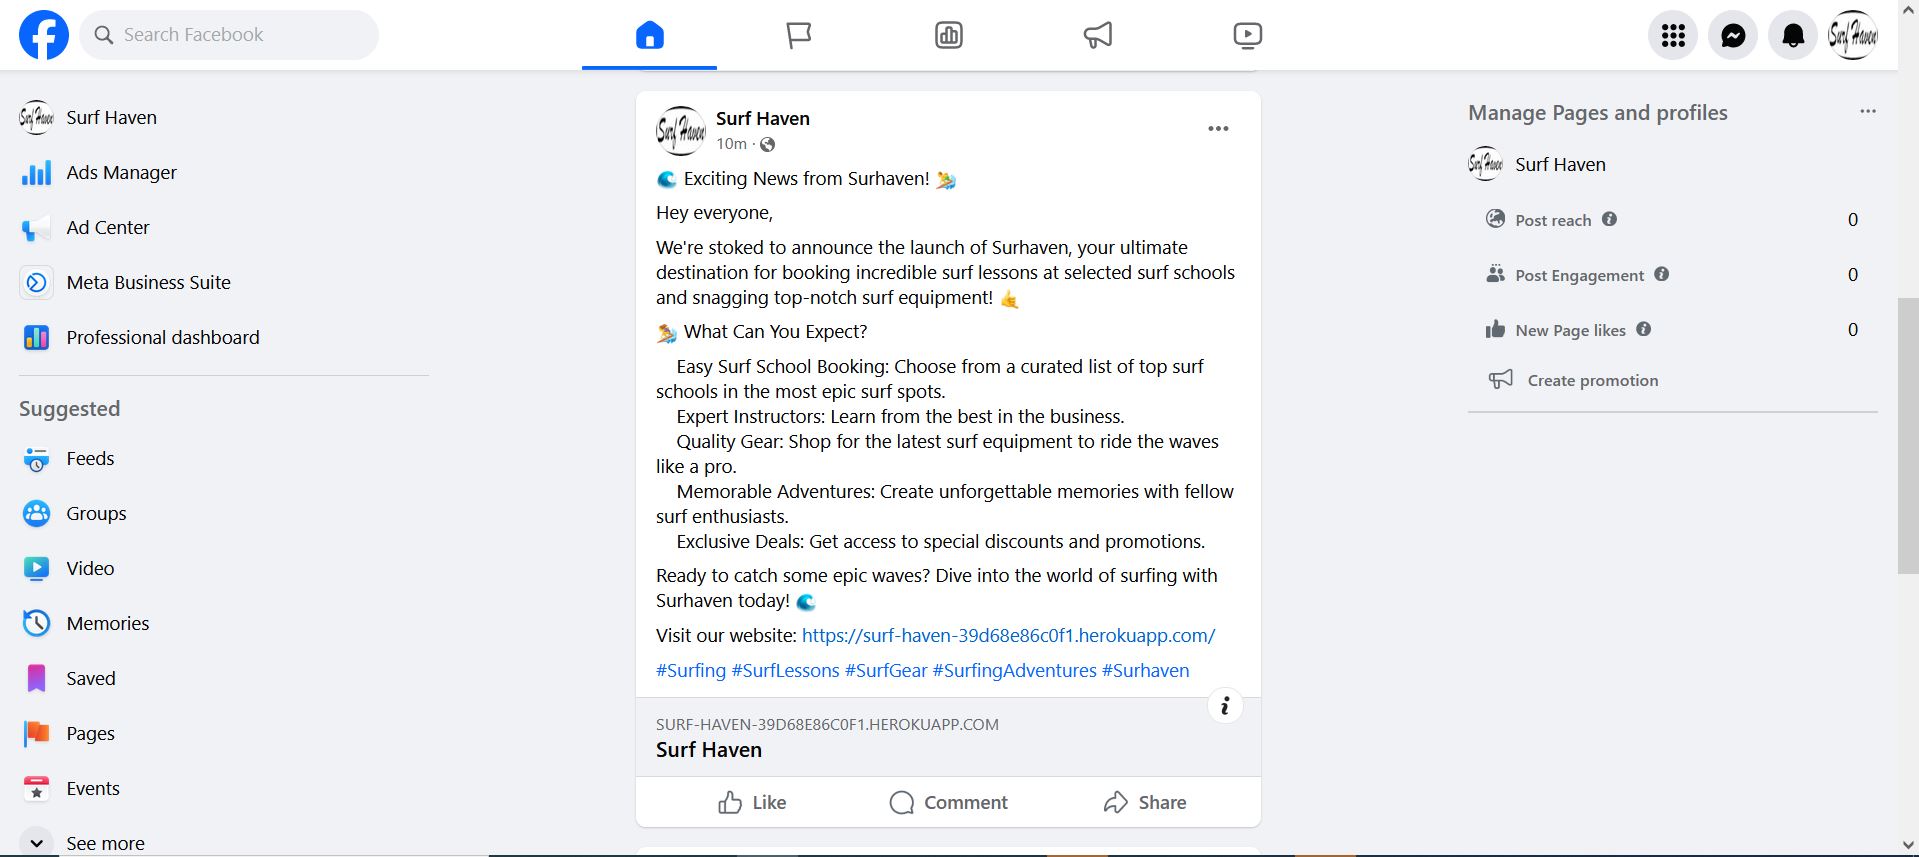 Search Facebook
Surf Haven
Surf Haven
Ads Manager
Ad Center
Meta Business Suite
Professional dashboard
Suggested
Feeds
Groups
Video
Memories
Saved
Pages
Events
See more
Surf Haven
Surf Haven
10m ·
Exciting News from Surhaven!
Hey everyone,
We're stoked to announce the launch of Surhaven, your ultimate
destination for booking incredible surf lessons at selected surf schools
and snagging top-notch surf equipment!
What Can You Expect?
Easy Surf School Booking: Choose from a curated list of top surf
schools in the most epic surf spots.
Expert Instructors: Learn from the best in the business.
Quality Gear: Shop for the latest surf equipment to ride the waves
like a pro.
Memorable Adventures: Create unforgettable memories with fellow
surf enthusiasts.
Exclusive Deals: Get access to special discounts and promotions.
Ready to catch some epic waves? Dive into the world of surfing with
Surhaven today!
Visit our website: https://surf-haven-39d68e86c0f1.herokuapp.com/
#Surfing #SurfLessons #SurfGear #SurfingAdventures #Surhaven
SURF-HAVEN-39D68E86C0F1.HEROKUAPP.COM
Surf Haven
Like
Comment
Share
Surf Haven
Manage Pages and profiles
Surf Haven
Surf Haven
Post reach 0
Post Engagement 0
New Page likes 0
Create promotion